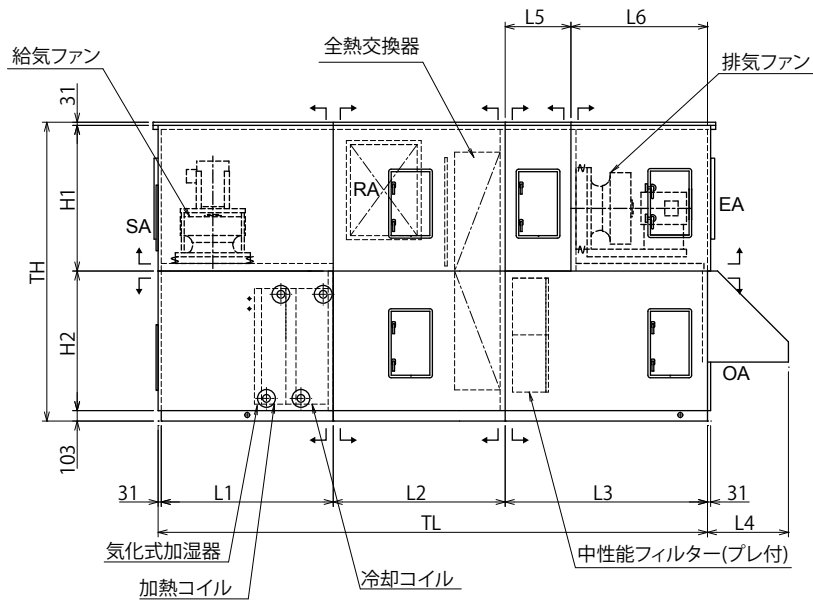 L5
L6
全熱交換器
給気ファン
排気ファン
31
H1
RA
SA
EA
TH
H2
OA
103
31
L1
L2
L3
31
TL
L4
気化式加湿器
中性能フィルター(プレ付)
加熱コイル
冷却コイル